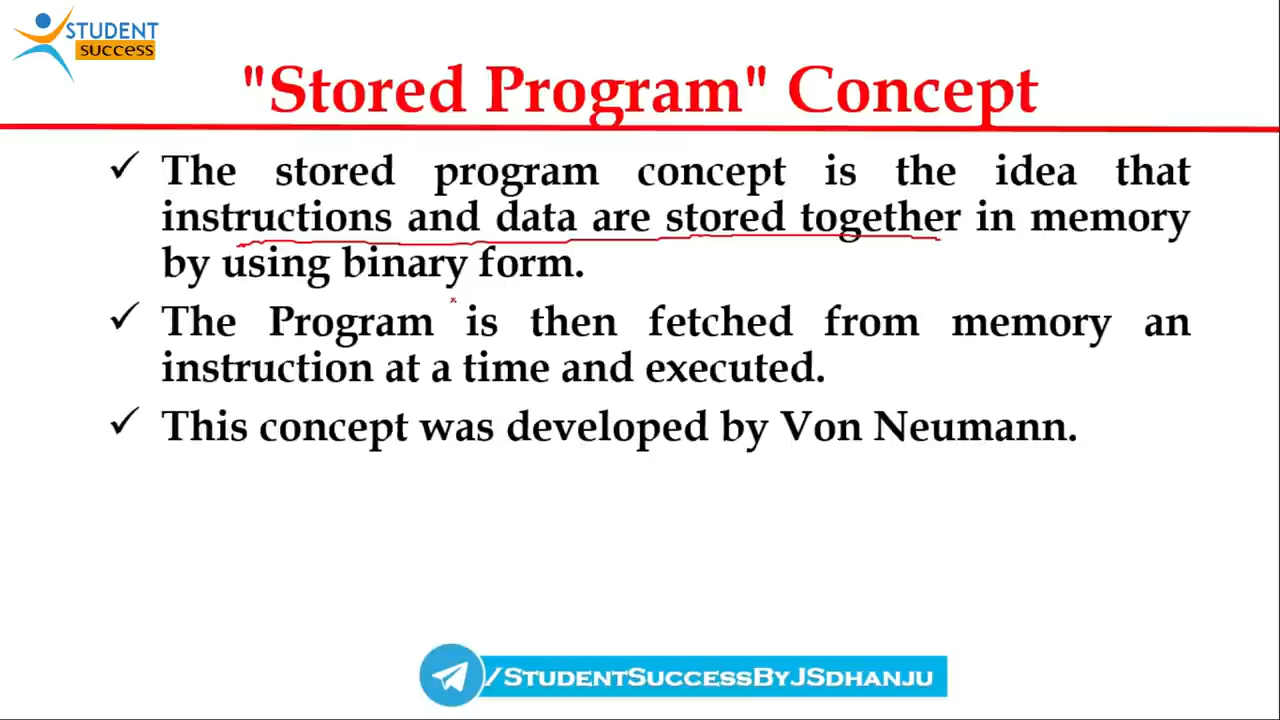 STUDENT
success
"Stored Program" Concept
✓ The stored program concept is the idea that
instructions and data are stored together in memory
by using binary form.
✓ The Program is then fetched from memory an
instruction at a time and executed.
✓ This concept was developed by Von Neumann.
/StudentSuccessByJSdhanju